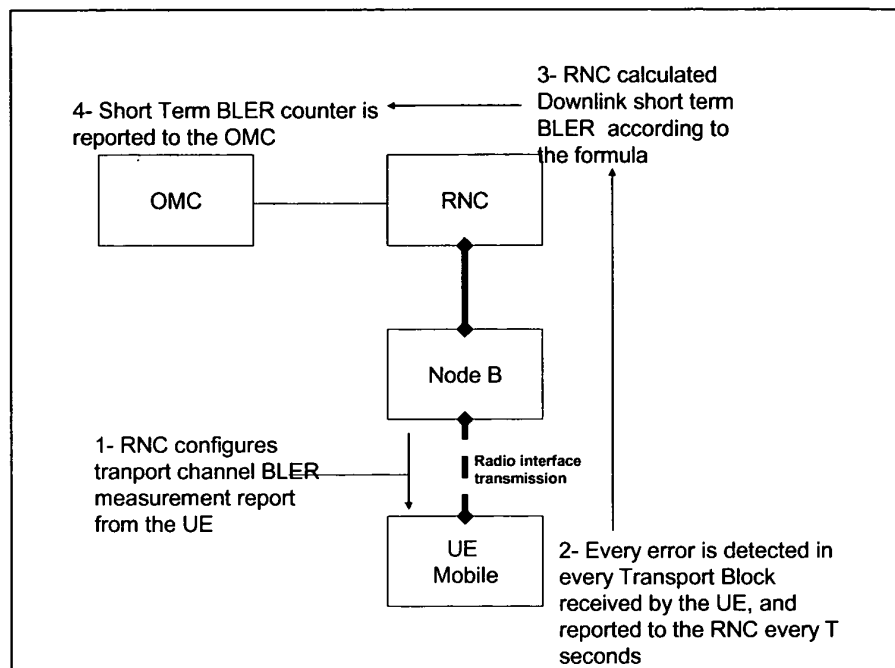 3- RNC calculated
Downlink short term
BLER according to
the formula
4- Short Term BLER counter is
reported to the OMC
OMC
RNC
Node B
1- RNC configures
tranport channel BLER
measurement report
from the UE
Radio interface
transmission
UE
Mobile
2- Every error is detected in
every Transport Block
received by the UE, and
reported to the RNC every T
seconds